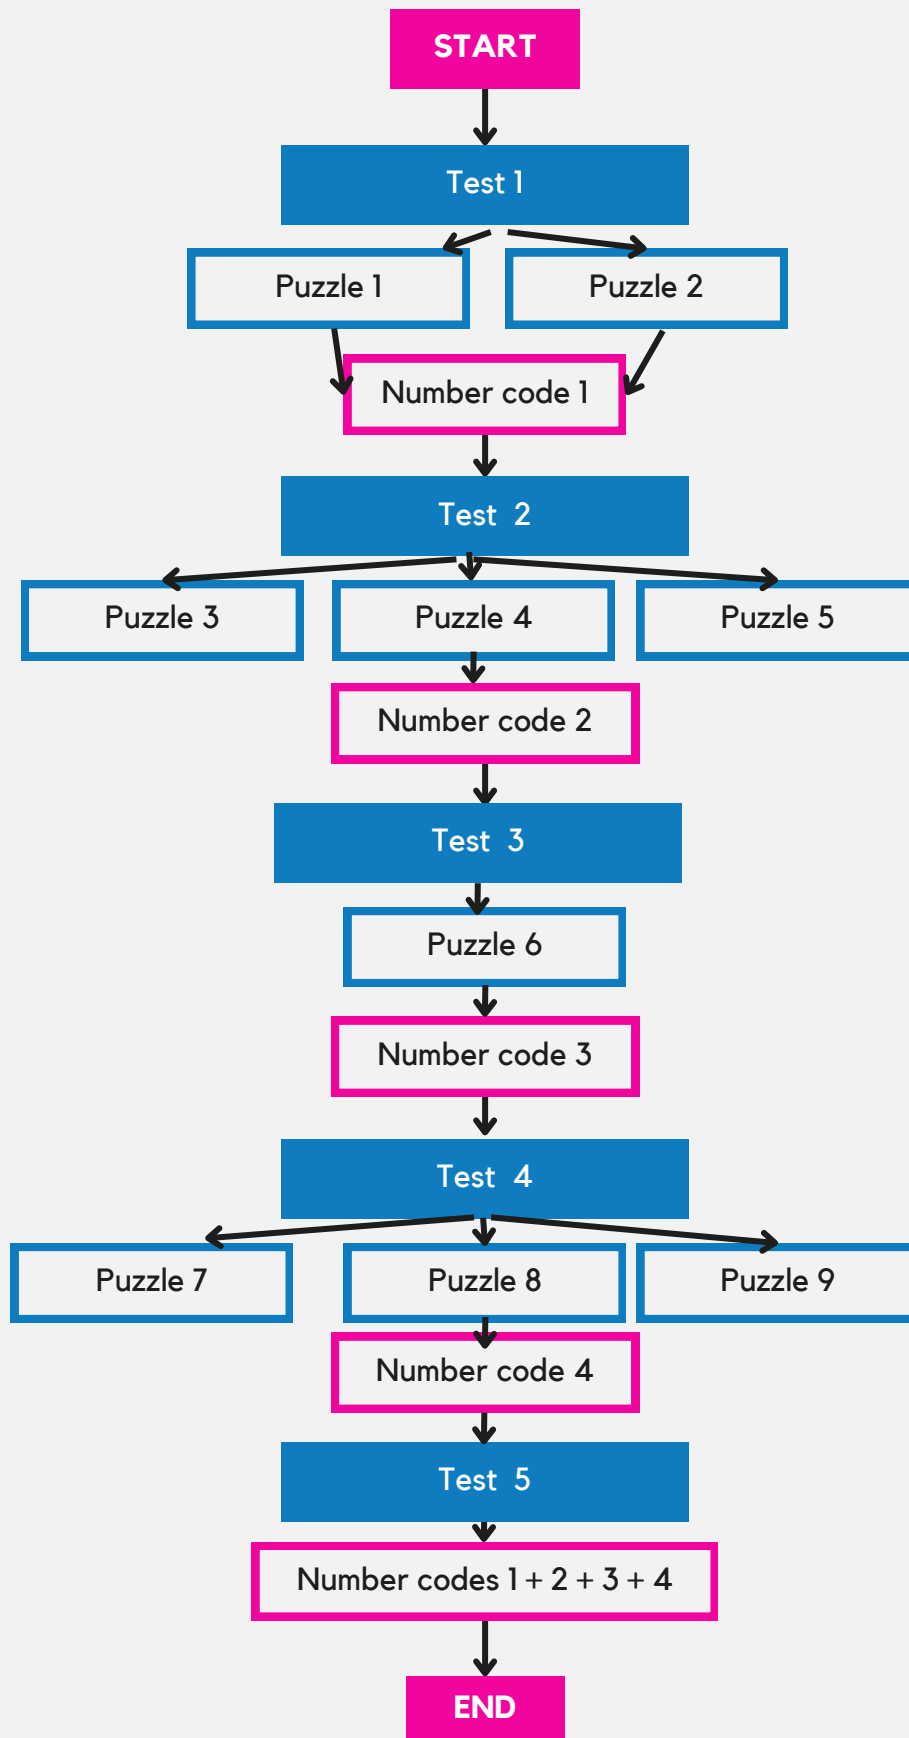 START
Test 1
Puzzle 1
Puzzle 2
Number code 1
Test 2
Puzzle 3
Puzzle 4
Puzzle 5
Number code 2
Test 3
Puzzle 6
Number code 3
Test 4
Puzzle 7
Puzzle 8
Puzzle 9
Number code 4
Test 5
Number codes 1 + 2 + 3 + 4
END